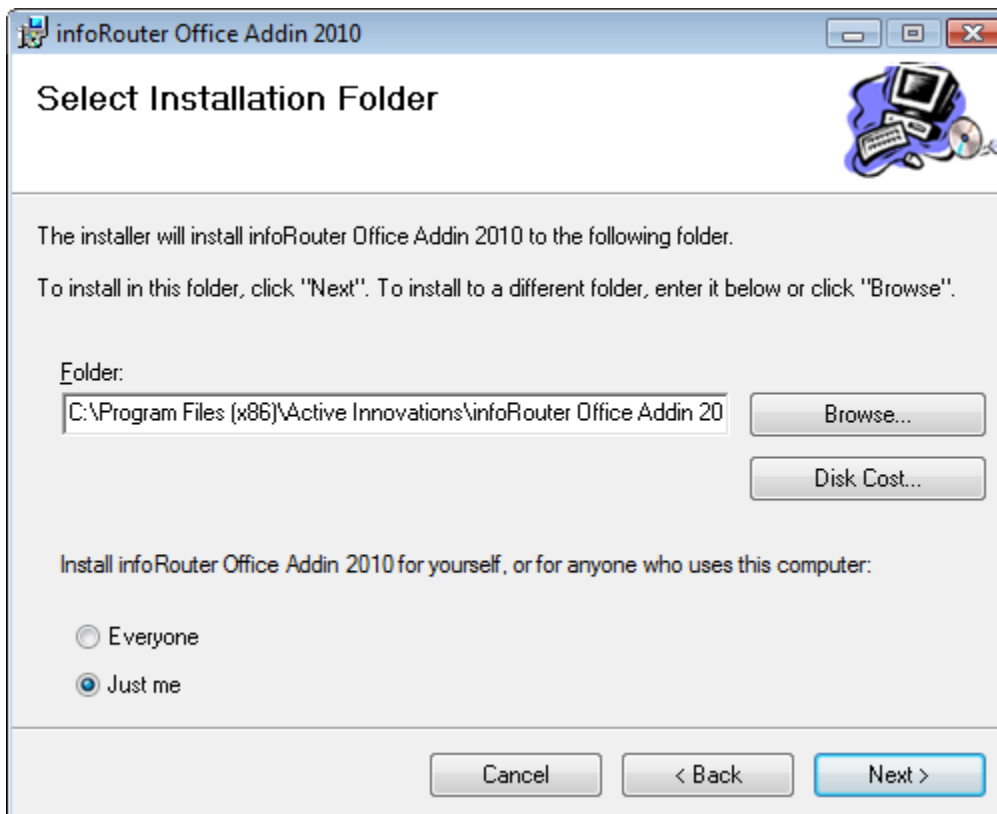 infoRouter Office Addin 2010
Select Installation Folder
The installer will install infoRouter Office Addin 2010 to the following folder.
To install in this folder, click "Next". To install to a different folder, enter it below or click "Browse".
Folder:
C:\Program Files (x86)\Active Innovations\infoRouter Office Addin 20
Browse...
Disk Cost...
Install infoRouter Office Addin 2010 for yourself, or for anyone who uses this computer:
Everyone
Just me
Cancel
< Back
Next >